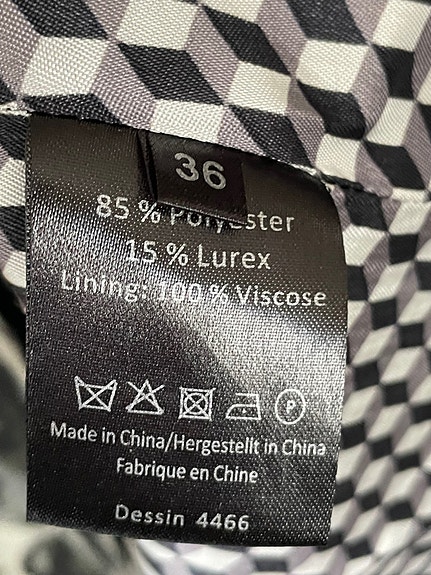 36
85 % Polyester
15 % Lurex
Lining: 100 % Viscose
P
Made in China/Hergestellt in China
Fabrique en Chine
Dessin 4466